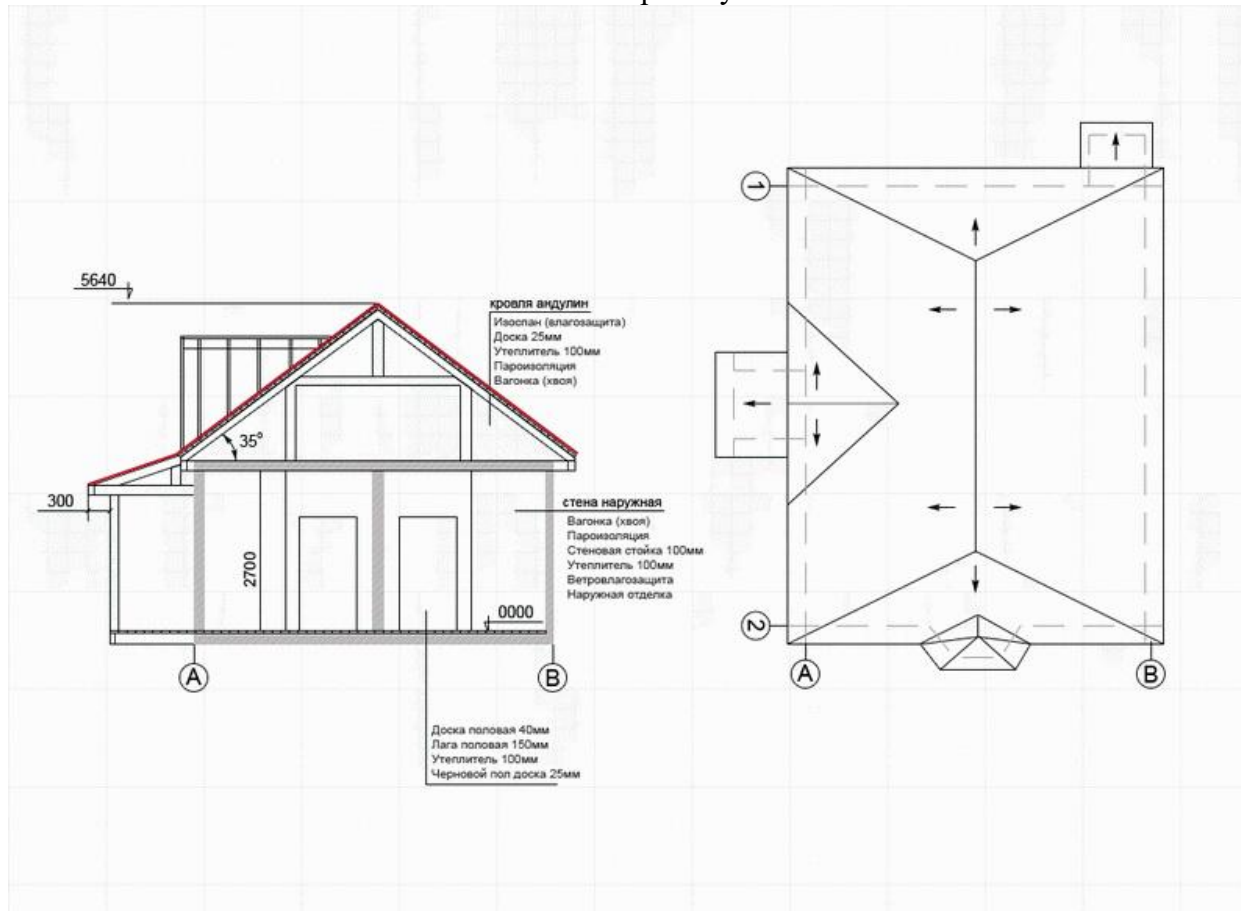 5640
кровля андулин
Изоспан (влагозащита)
Доска 25мм
Утеплитель 100мм
Пароизоляция
Вагонка (хвоя)
35°
300
2700
0000
стена наружная
Вагонка (хвоя)
Пароизоляция
Стеновая стойка 100мм
Утеплитель 100мм
Ветровлагозащита
Наружная отделка
А
В
Доска половая 40мм
Лага половая 150мм
Утеплитель 100мм
Черновой пол доска 25мм
1
2
А
В